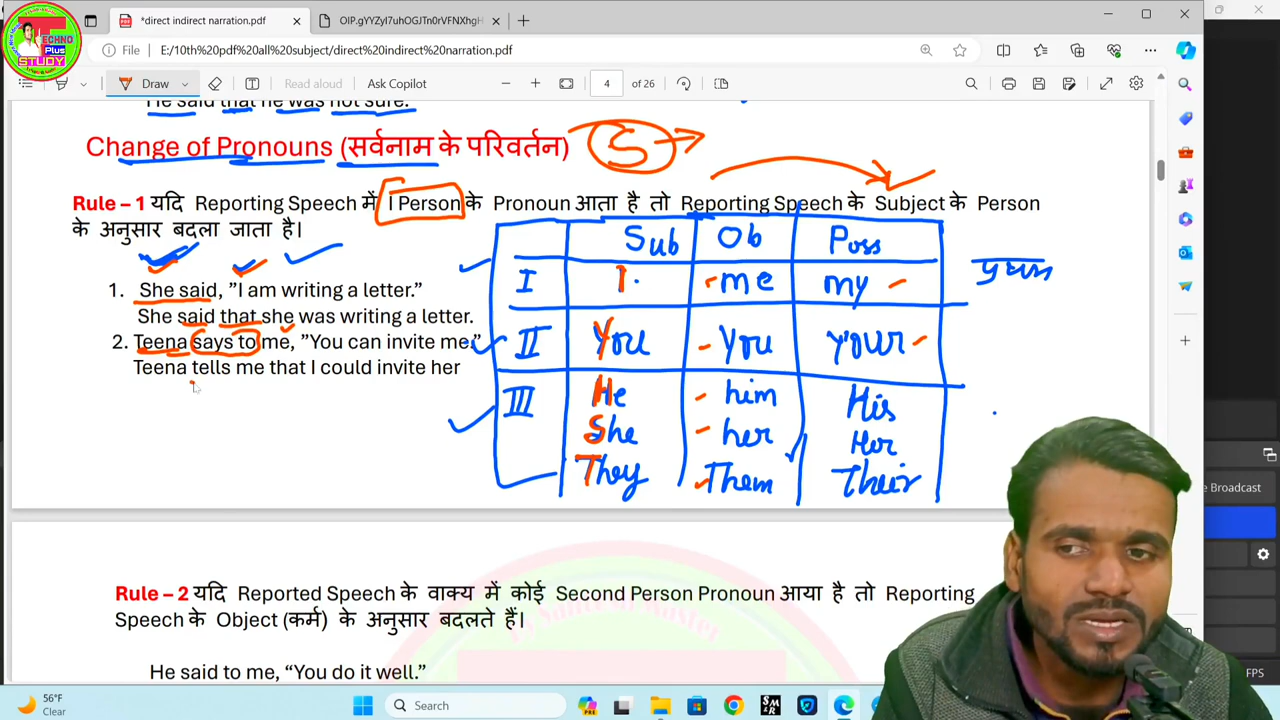 *direct indirect narration.pdf
OIP.gYYZyI7uhOGJTn0rVFNXhgH
TECHNO
Plus
STUDY
File
E:/10th%20pdf%20all%20subject/direct%20indirect%20narration.pdf
Draw
Read aloud
Ask Copilot
4 of 26
He said that he was not sure.
Change of Pronouns (सर्वनाम के परिवर्तन) S
Rule – 1 यदि Reporting Speech में I Person के Pronoun आता है तो Reporting Speech के Subject के Person
के अनुसार बदला जाता है।
Sub Ob Poss
I I me my
II You You your
III He him His
She her Her
They Them Their
1. She said, ”I am writing a letter.”
She said that she was writing a letter.
2. Teena says to me, ”You can invite me.”
Teena tells me that I could invite her
Rule – 2 यदि Reported Speech के वाक्य में कोई Second Person Pronoun आया है तो Reporting
Speech के Object (कर्म) के अनुसार बदलते हैं।
He said to me, “You do it well.”
Broadcast
FPS
56°F
Clear
Search